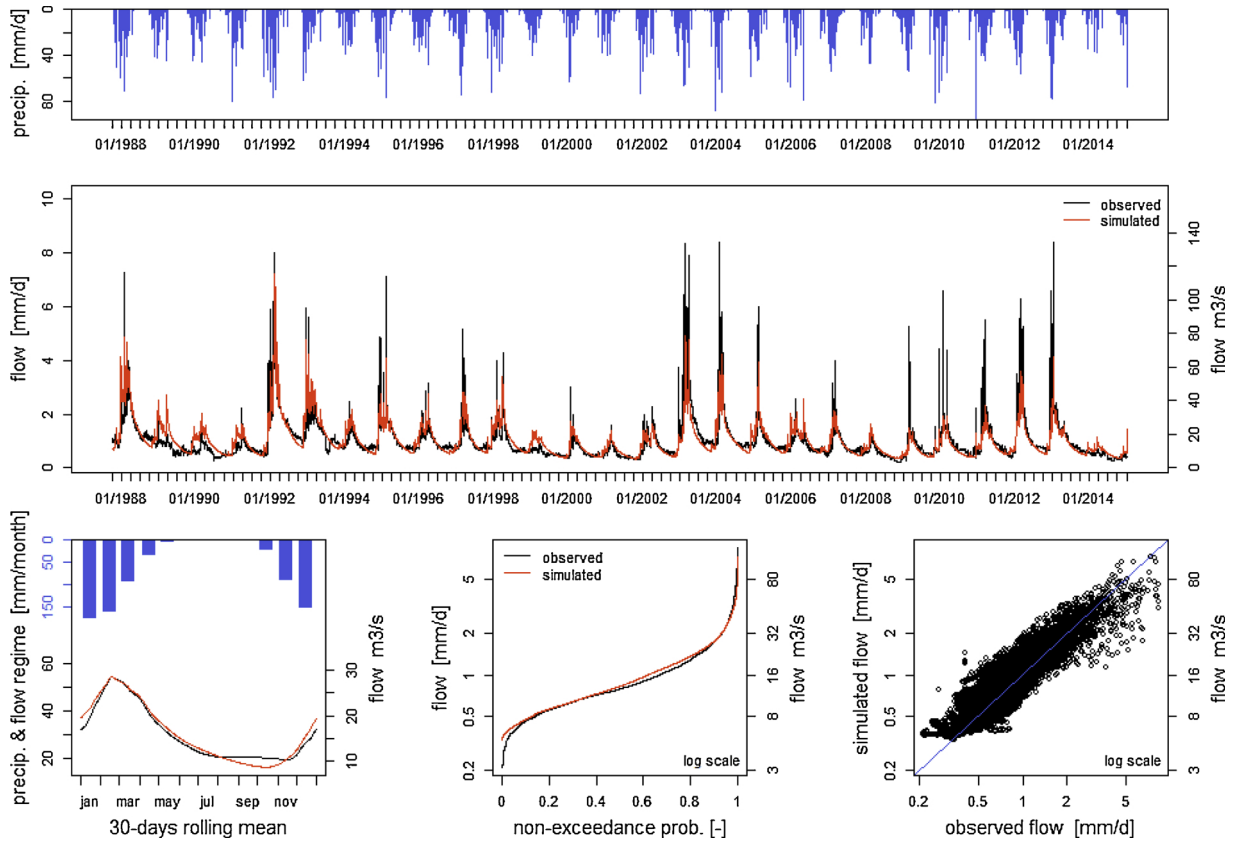 precip. [mm/d]
0
40
80
01/1988 01/1990 01/1992 01/1994 01/1996 01/1998 01/2000 01/2002 01/2004 01/2006 01/2008 01/2010 01/2012 01/2014
flow [mm/d]
10
8
6
4
2
0
observed
simulated
flow m3/s
140
100
80
60
40
20
0
01/1988 01/1990 01/1992 01/1994 01/1996 01/1998 01/2000 01/2002 01/2004 01/2006 01/2008 01/2010 01/2012 01/2014
precip. & flow regime [mm/month]
0
50
150
60
40
30
20
flow m3/s
30
20
10
jan mar may jul sep nov
30-days rolling mean
flow [mm/d]
5
2
1
0.5
0.2
observed
simulated
log scale
flow m3/s
80
32
16
8
3
0 0.2 0.4 0.6 0.8 1
non-exceedance prob. [-]
simulated flow [mm/d]
5
2
1
0.5
0.2
log scale
flow m3/s
80
32
16
8
3
0.2 0.5 1 2 5
observed flow [mm/d]